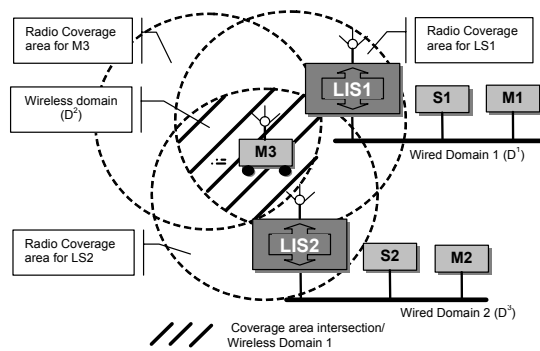 Radio Coverage
area for M3
Radio Coverage
area for LS1
Wireless domain
(D²)
LIS1
S1
M1
M3
Wired Domain 1 (D¹)
LIS2
S2
M2
Radio Coverage
area for LS2
Wired Domain 2 (D³)
Coverage area intersection/
Wireless Domain 1